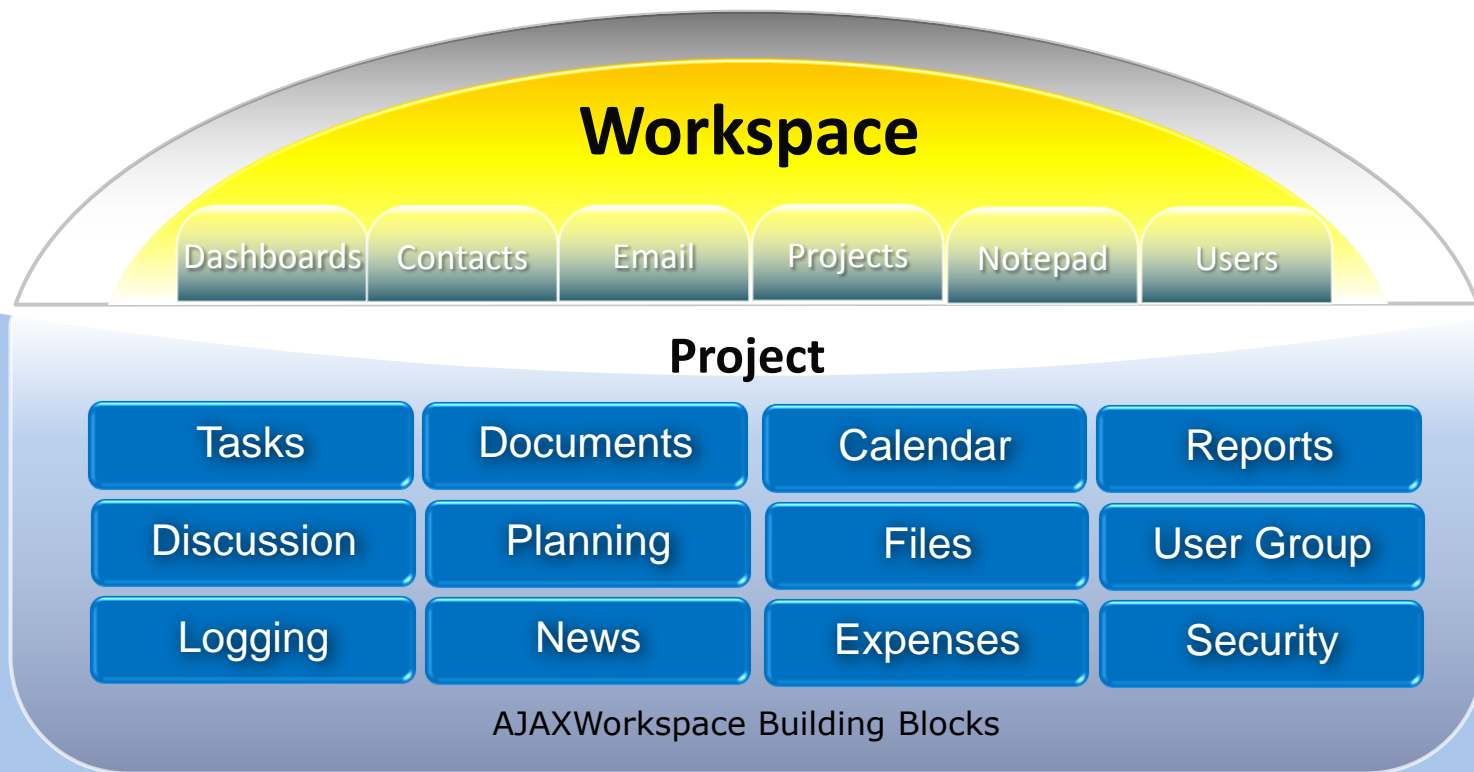 Workspace
Dashboards Contacts Email Projects Notepad Users
Project
Tasks Documents Calendar Reports
Discussion Planning Files User Group
Logging News Expenses Security
AJAXWorkspace Building Blocks